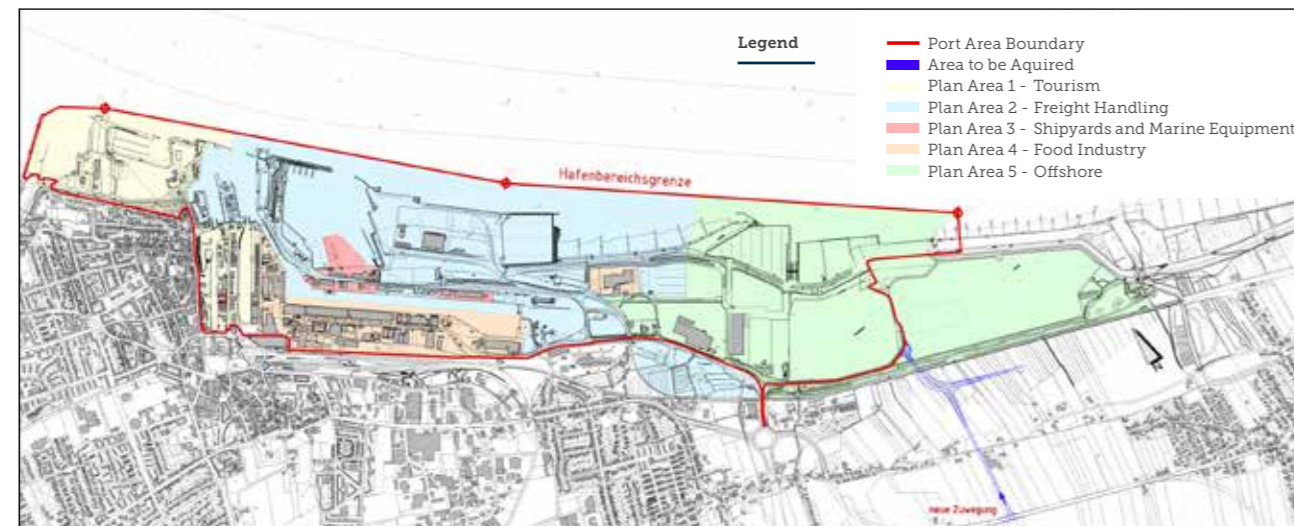 Legend
Port Area Boundary
Area to be Aquired
Plan Area 1 - Tourism
Plan Area 2 - Freight Handling
Plan Area 3 - Shipyards and Marine Equipment
Plan Area 4 - Food Industry
Plan Area 5 - Offshore
Hafenbereichsgrenze
neue Zuwegung